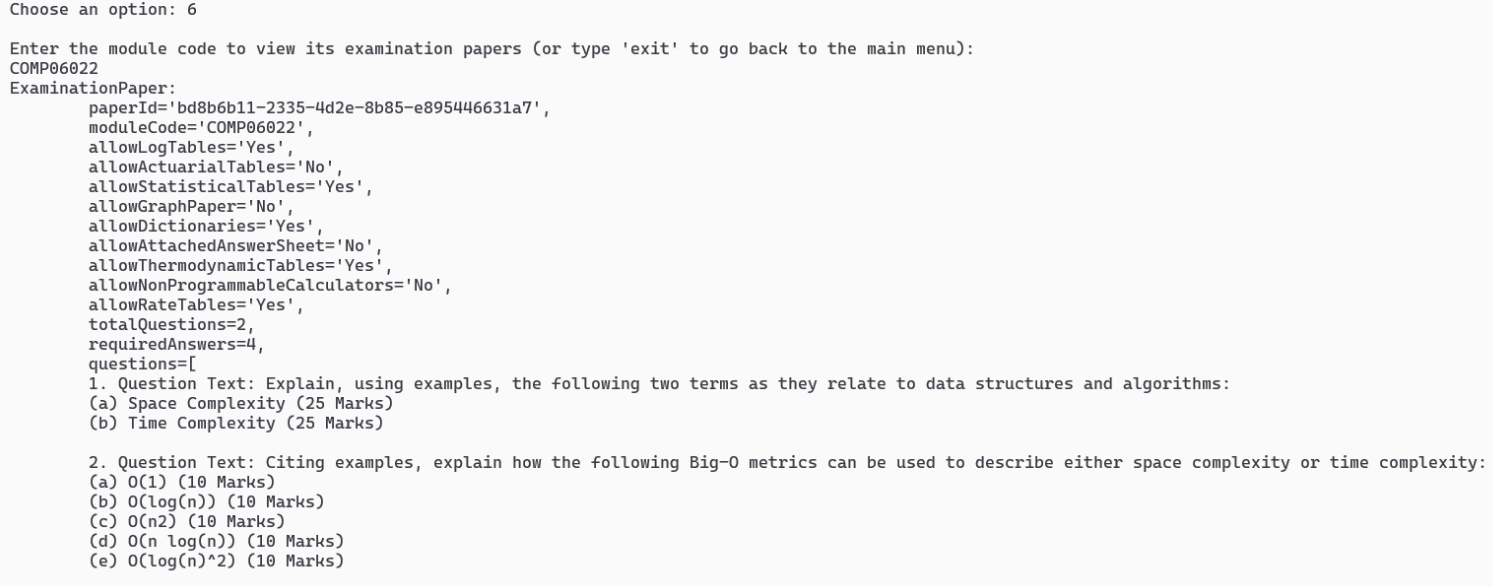 Choose an option: 6
Enter the module code to view its examination papers (or type 'exit' to go back to the main menu):
COMP06022
ExaminationPaper:
paperId='bd8b6b11-2335-4d2e-8b85-e895446631a7',
moduleCode='COMP06022',
allowLogTables='Yes',
allowActuarialTables='No',
allowStatisticalTables='Yes',
allowGraphPaper='No',
allowDictionaries='Yes',
allowAttachedAnswerSheet='No',
allowThermodynamicTables='Yes',
allowNonProgrammableCalculators='No',
allowRateTables='Yes',
totalQuestions=2,
requiredAnswers=4,
questions=[
1. Question Text: Explain, using examples, the following two terms as they relate to data structures and algorithms:
(a) Space Complexity (25 Marks)
(b) Time Complexity (25 Marks)
2. Question Text: Citing examples, explain how the following Big-O metrics can be used to describe either space complexity or time complexity:
(a) O(1) (10 Marks)
(b) O(log(n)) (10 Marks)
(c) O(n2) (10 Marks)
(d) O(n log(n)) (10 Marks)
(e) O(log(n)^2) (10 Marks)